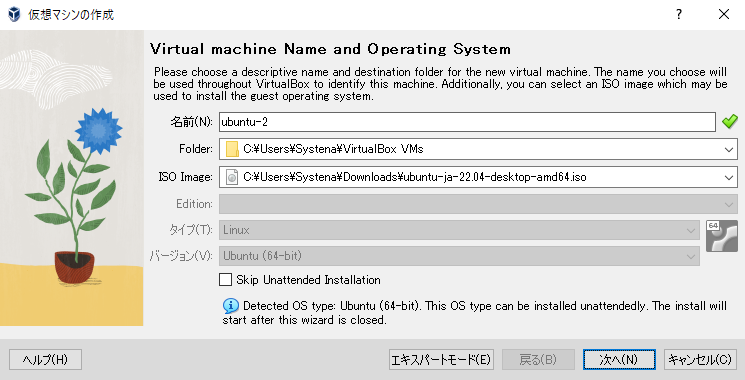 仮想マシンの作成
?
Virtual machine Name and Operating System
Please choose a descriptive name and destination folder for the new virtual machine. The name you choose will
be used throughout VirtualBox to identify this machine. Additionally, you can select an ISO image which may be
used to install the guest operating system.
名前(N): ubuntu-2
Folder: C:¥Users¥Systena¥VirtualBox VMs
ISO Image: C:¥Users¥Systena¥Downloads¥ubuntu-ja-22.04-desktop-amd64.iso
Edition:
タイプ(T): Linux
64
バージョン(V): Ubuntu (64-bit)
Skip Unattended Installation
Detected OS type: Ubuntu (64-bit). This OS type can be installed unattendedly. The install will
start after this wizard is closed.
ヘルプ(H) エキスパートモード(E) 戻る(B) 次へ(N) キャンセル(C)